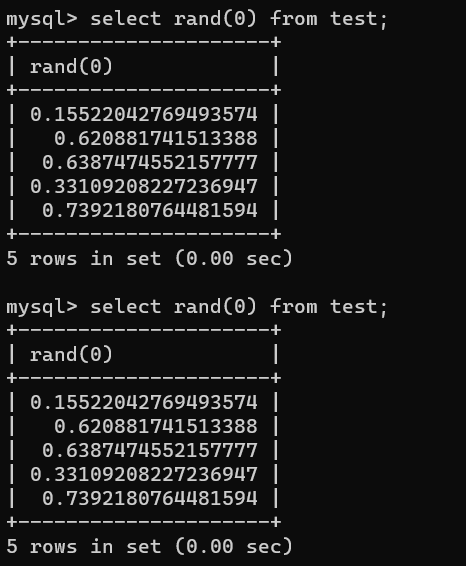 mysql> select rand(0) from test;
+---------------------+
| rand(0)             |
+---------------------+
| 0.15522042769493574 |
|   0.620881741513388 |
|  0.6387474552157777 |
| 0.33109208227236947 |
|  0.7392180764481594 |
+---------------------+
5 rows in set (0.00 sec)

mysql> select rand(0) from test;
+---------------------+
| rand(0)             |
+---------------------+
| 0.15522042769493574 |
|   0.620881741513388 |
|  0.6387474552157777 |
| 0.33109208227236947 |
|  0.7392180764481594 |
+---------------------+
5 rows in set (0.00 sec)